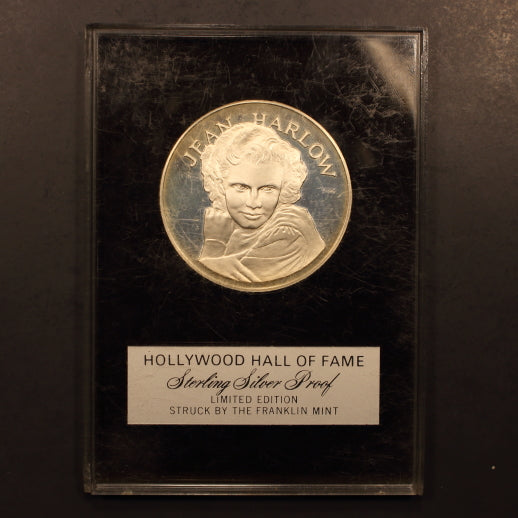 JEAN HARLOW
HOLLYWOOD HALL OF FAME
Sterling Silver Proof
LIMITED EDITION
STRUCK BY THE FRANKLIN MINT